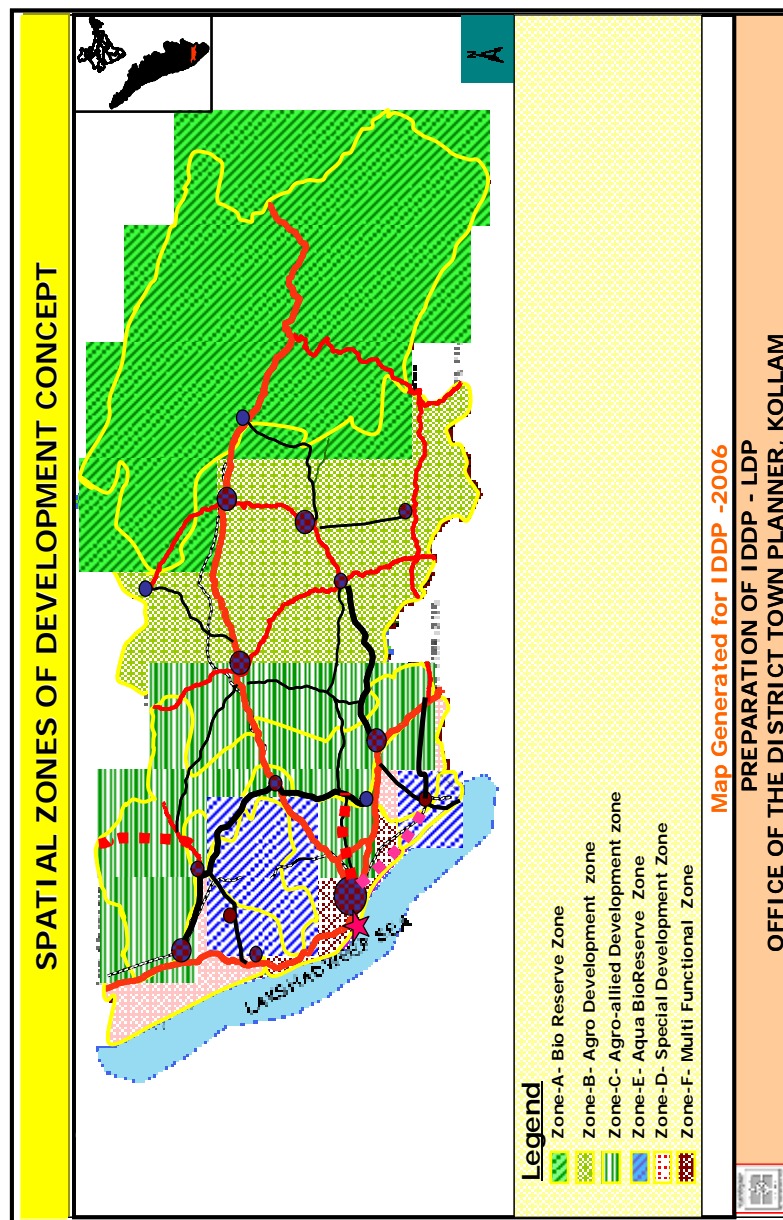 SPATIAL ZONES OF DEVELOPMENT CONCEPT
LAKSHADWEEP SEA
Legend
Zone-A- Bio Reserve Zone
Zone-B- Agro Development zone
Zone-C- Agro-allied Development zone
Zone-E- Aqua BioReserve Zone
Zone-D- Special Development Zone
Zone-F- Multi Functional Zone
Map Generated for IDDP -2006
PREPARATION OF IDDP - LDP
OFFICE OF THE DISTRICT TOWN PLANNER, KOLLAM